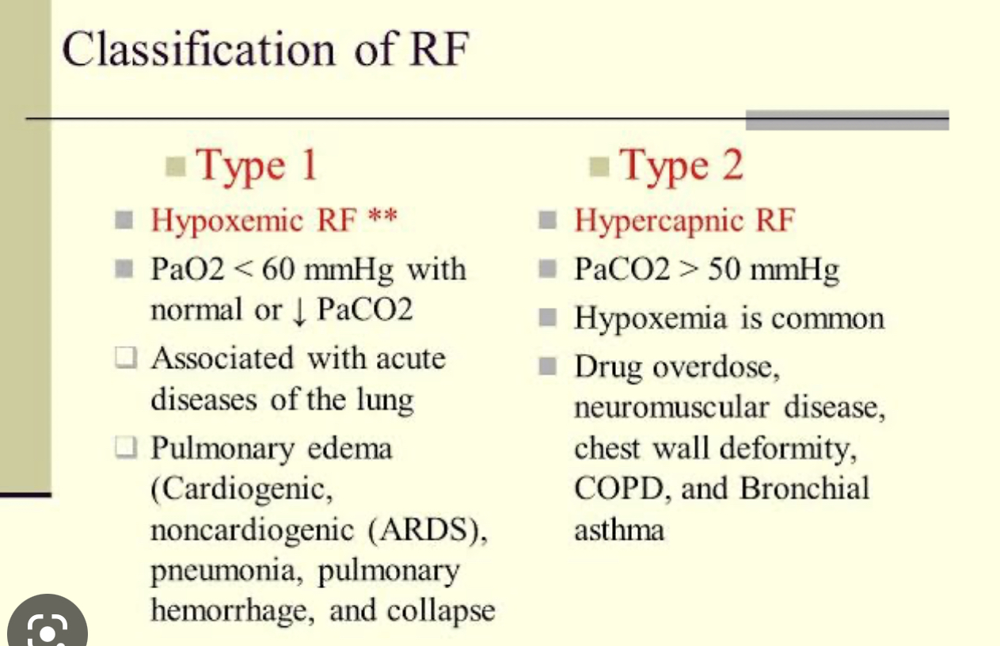 Classification of RF
Type 1
Hypoxemic RF **
PaO2 < 60 mmHg with
normal or ↓ PaCO2
Associated with acute
diseases of the lung
Pulmonary edema
(Cardiogenic,
noncardiogenic (ARDS),
pneumonia, pulmonary
hemorrhage, and collapse
Type 2
Hypercapnic RF
PaCO2 > 50 mmHg
Hypoxemia is common
Drug overdose,
neuromuscular disease,
chest wall deformity,
COPD, and Bronchial
asthma